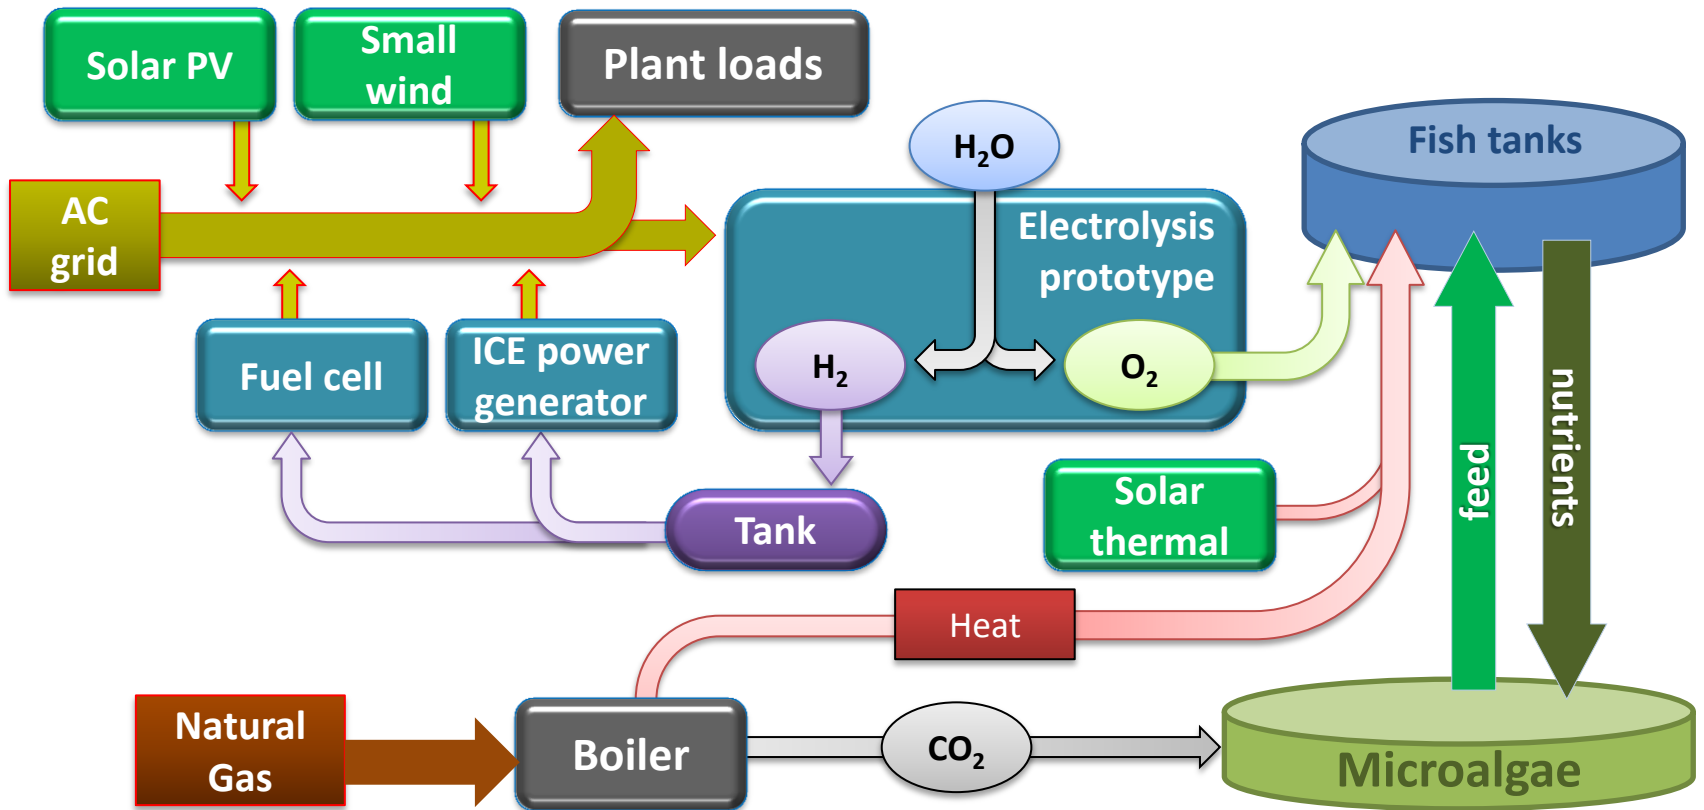 Solar PV
Small
wind
Plant loads
AC
grid
H₂O
Electrolysis
prototype
Fish tanks
Fuel cell
ICE power
generator
H₂
O₂
Tank
Solar
thermal
feed
nutrients
Heat
Natural
Gas
Boiler
CO₂
Microalgae